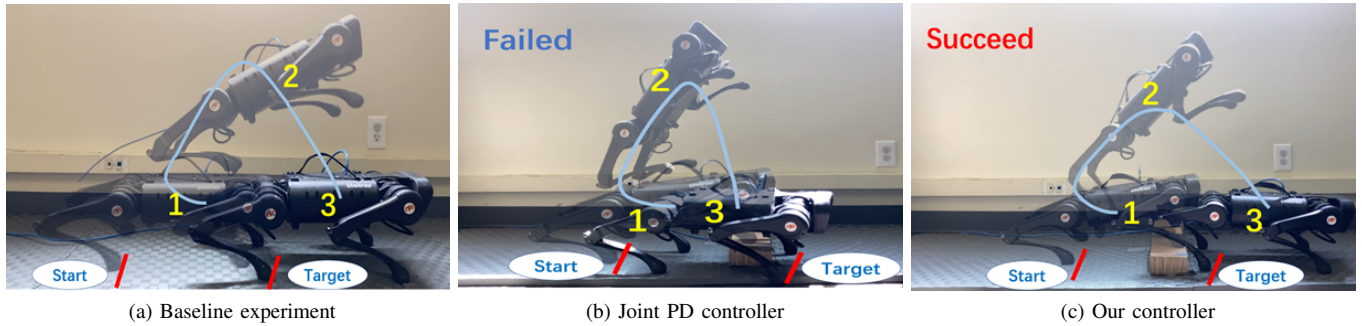 Failed
Succeed
2
2
2
Unitree
1
3
1
3
1
3
Start
Target
Start
Target
Start
Target
(a) Baseline experiment
(b) Joint PD controller
(c) Our controller